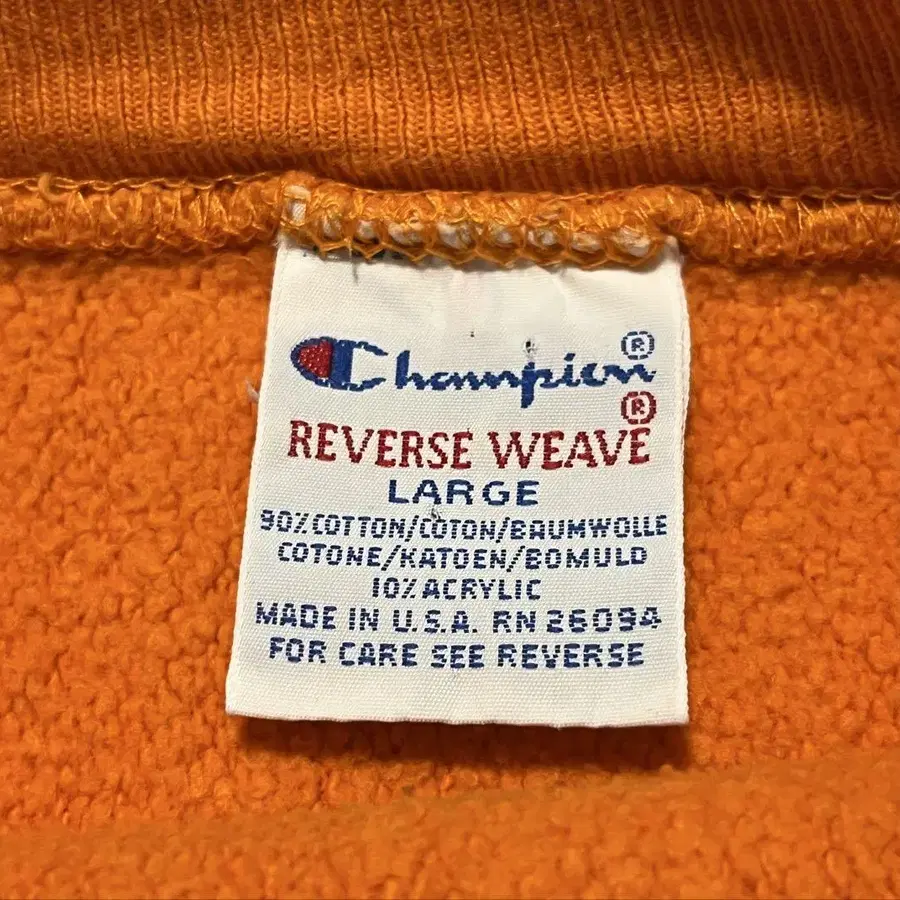 Champion®
®
REVERSE WEAVE
LARGE
90% COTTON/COTON/BAUMWOLLE
COTONE/KATOEN/BOMULD
10% ACRYLIC
MADE IN U.S.A. RN 26094
FOR CARE SEE REVERSE